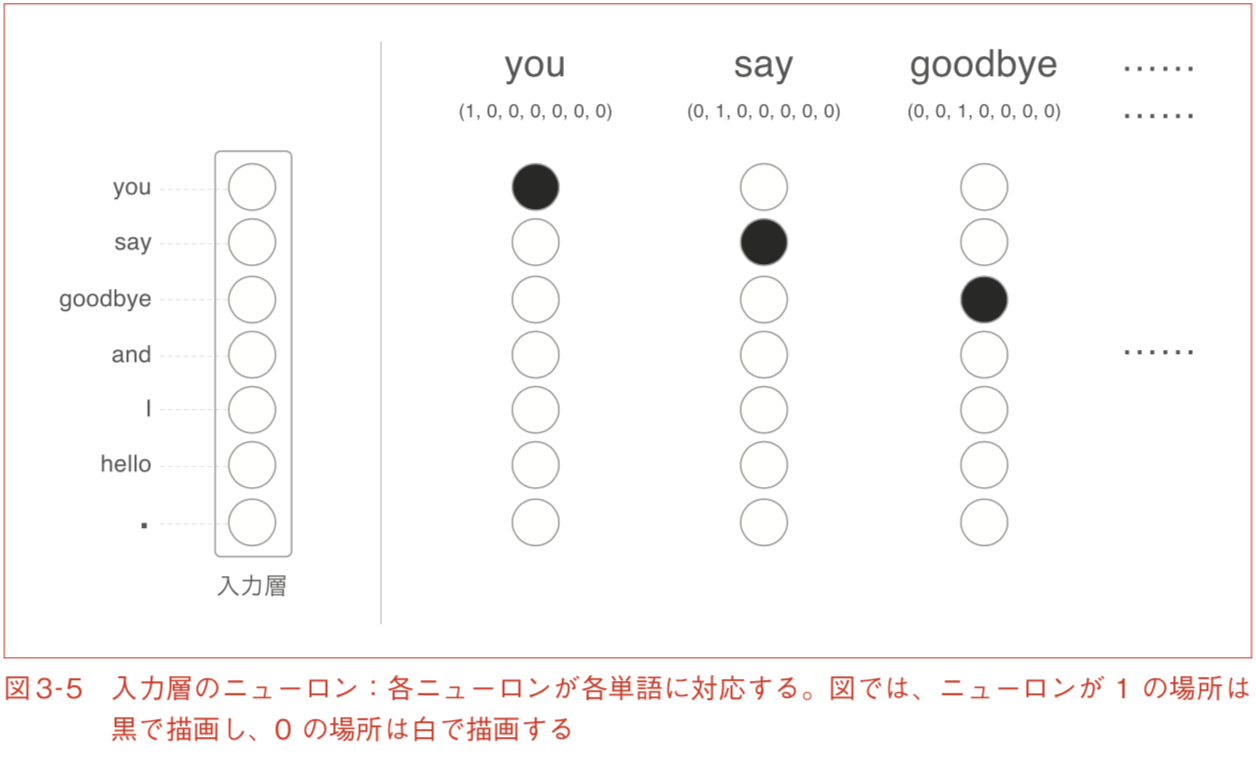 you say goodbye ······
(1, 0, 0, 0, 0, 0, 0) (0, 1, 0, 0, 0, 0, 0) (0, 0, 1, 0, 0, 0, 0) ······
you
say
goodbye
and ······
I
hello
.
入力層
図3-5 入力層のニューロン：各ニューロンが各単語に対応する。図では、ニューロンが 1 の場所は
黒で描画し、0 の場所は白で描画する